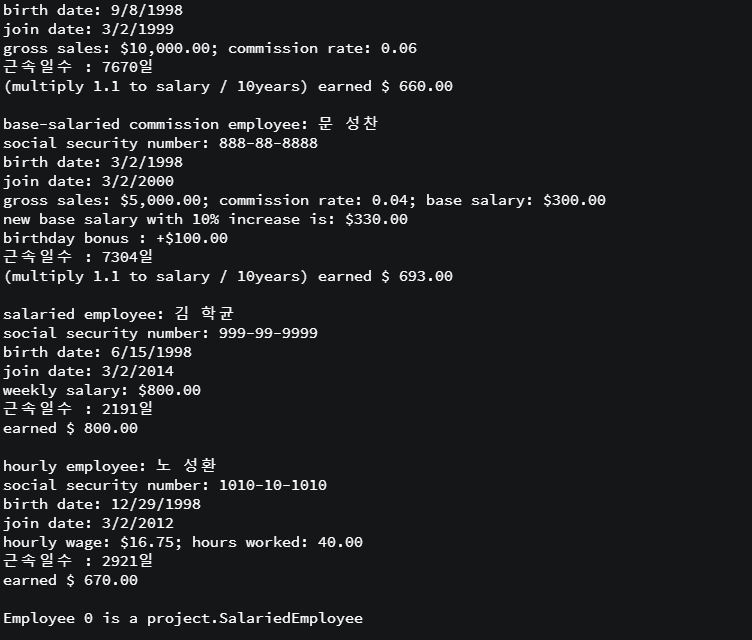 birth date: 9/8/1998
join date: 3/2/1999
gross sales: $10,000.00; commission rate: 0.06
근속일수 : 7670일
(multiply 1.1 to salary / 10years) earned $ 660.00
base-salaried commission employee: 문 성찬
social security number: 888-88-8888
birth date: 3/2/1998
join date: 3/2/2000
gross sales: $5,000.00; commission rate: 0.04; base salary: $300.00
new base salary with 10% increase is: $330.00
birthday bonus : +$100.00
근속일수 : 7304일
(multiply 1.1 to salary / 10years) earned $ 693.00
salaried employee: 김 학균
social security number: 999-99-9999
birth date: 6/15/1998
join date: 3/2/2014
weekly salary: $800.00
근속일수 : 2191일
earned $ 800.00
hourly employee: 노 성환
social security number: 1010-10-1010
birth date: 12/29/1998
join date: 3/2/2012
hourly wage: $16.75; hours worked: 40.00
근속일수 : 2921일
earned $ 670.00
Employee 0 is a project.SalariedEmployee